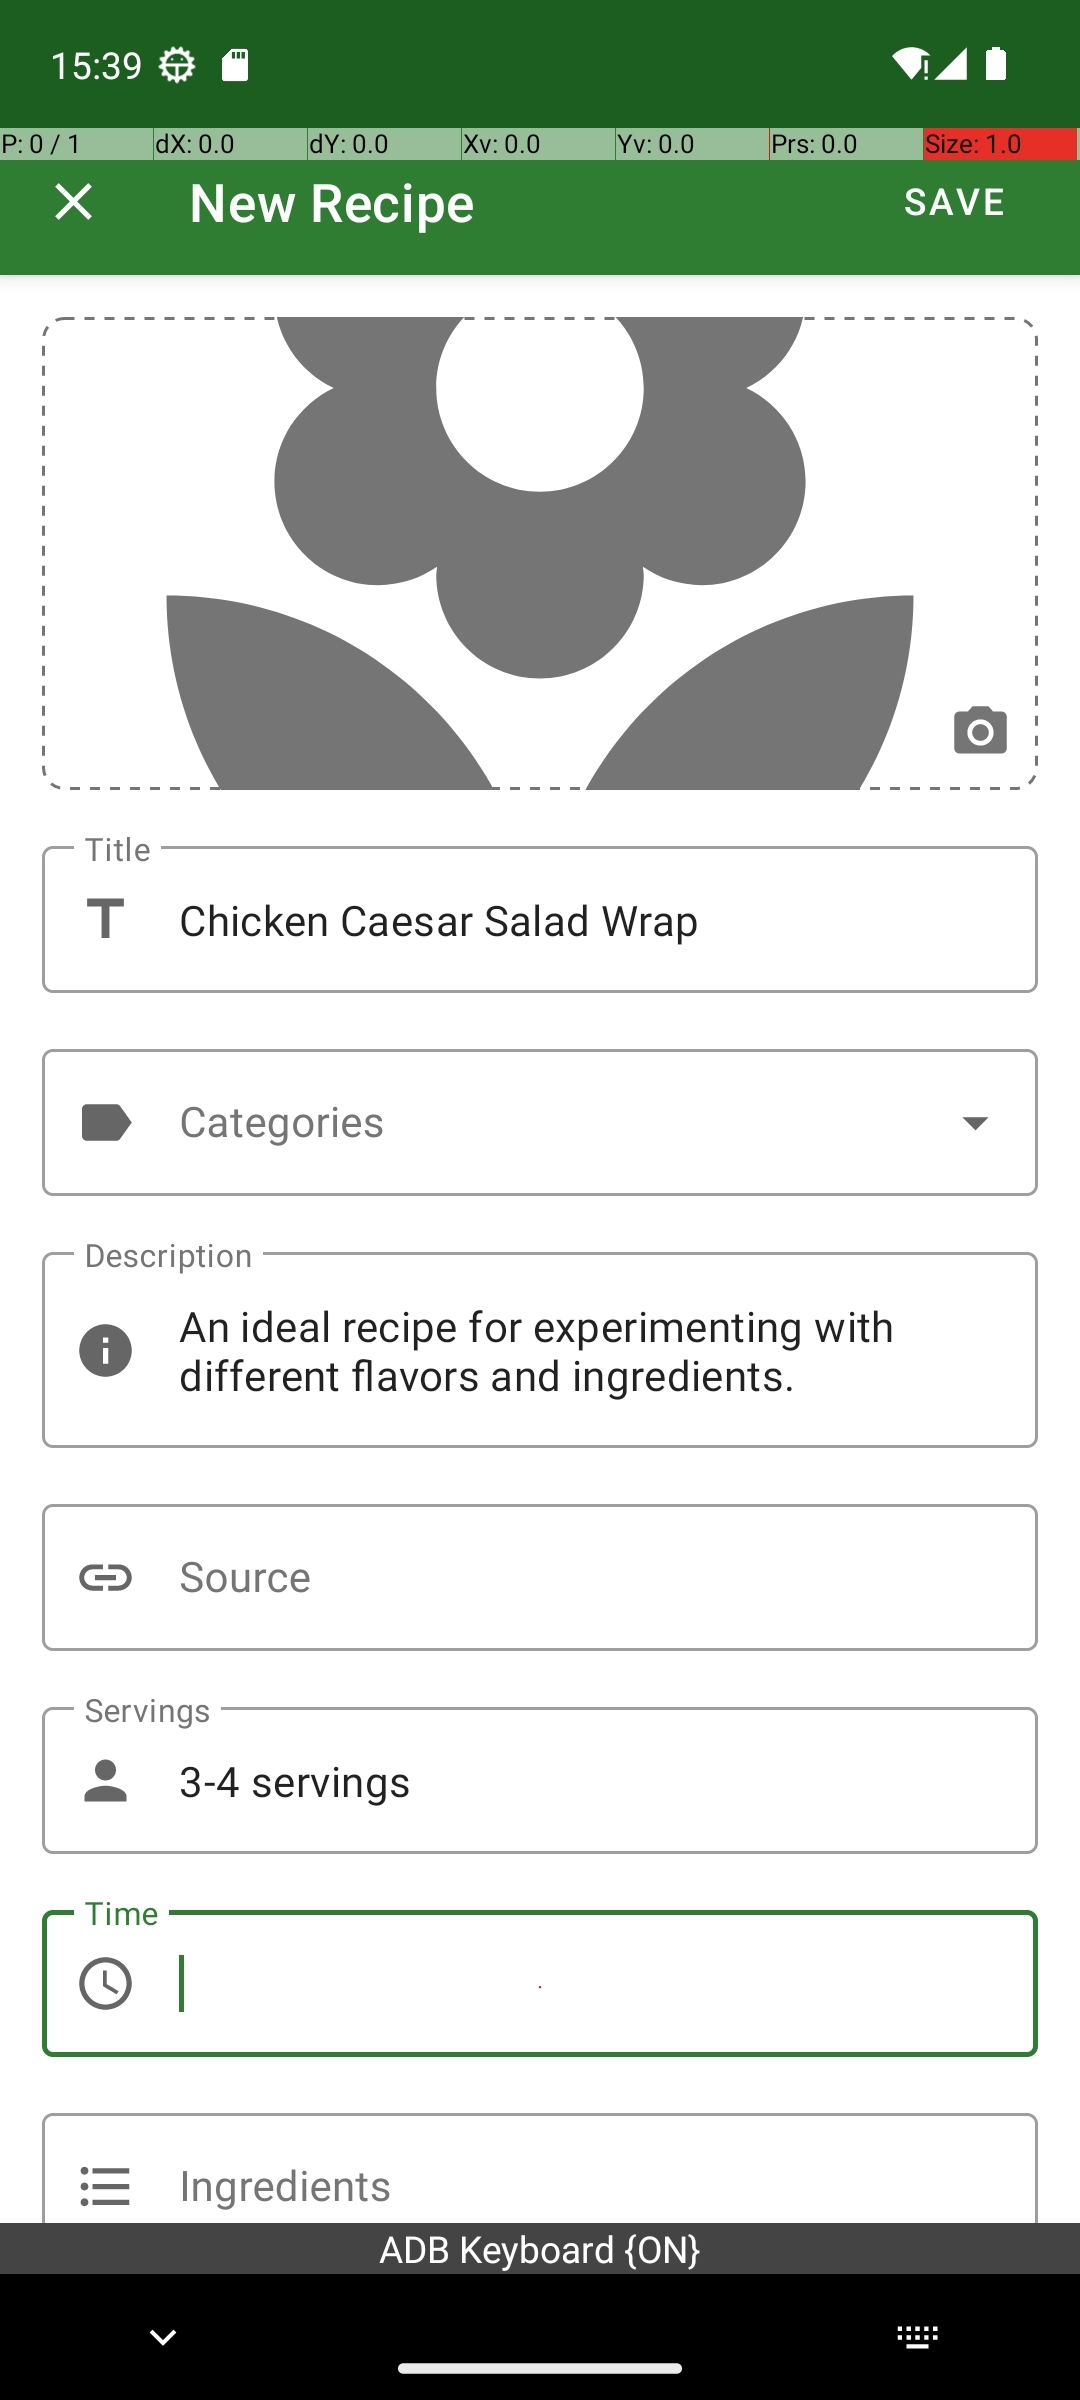 15:39
P: 0 / 1 dX: 0.0 dY: 0.0 Xv: 0.0 Yv: 0.0 Prs: 0.0 Size: 1.0
New Recipe SAVE
Title
Chicken Caesar Salad Wrap
Categories
Description
An ideal recipe for experimenting with
different flavors and ingredients.
Source
Servings
3-4 servings
Time
Ingredients
ADB Keyboard {ON}